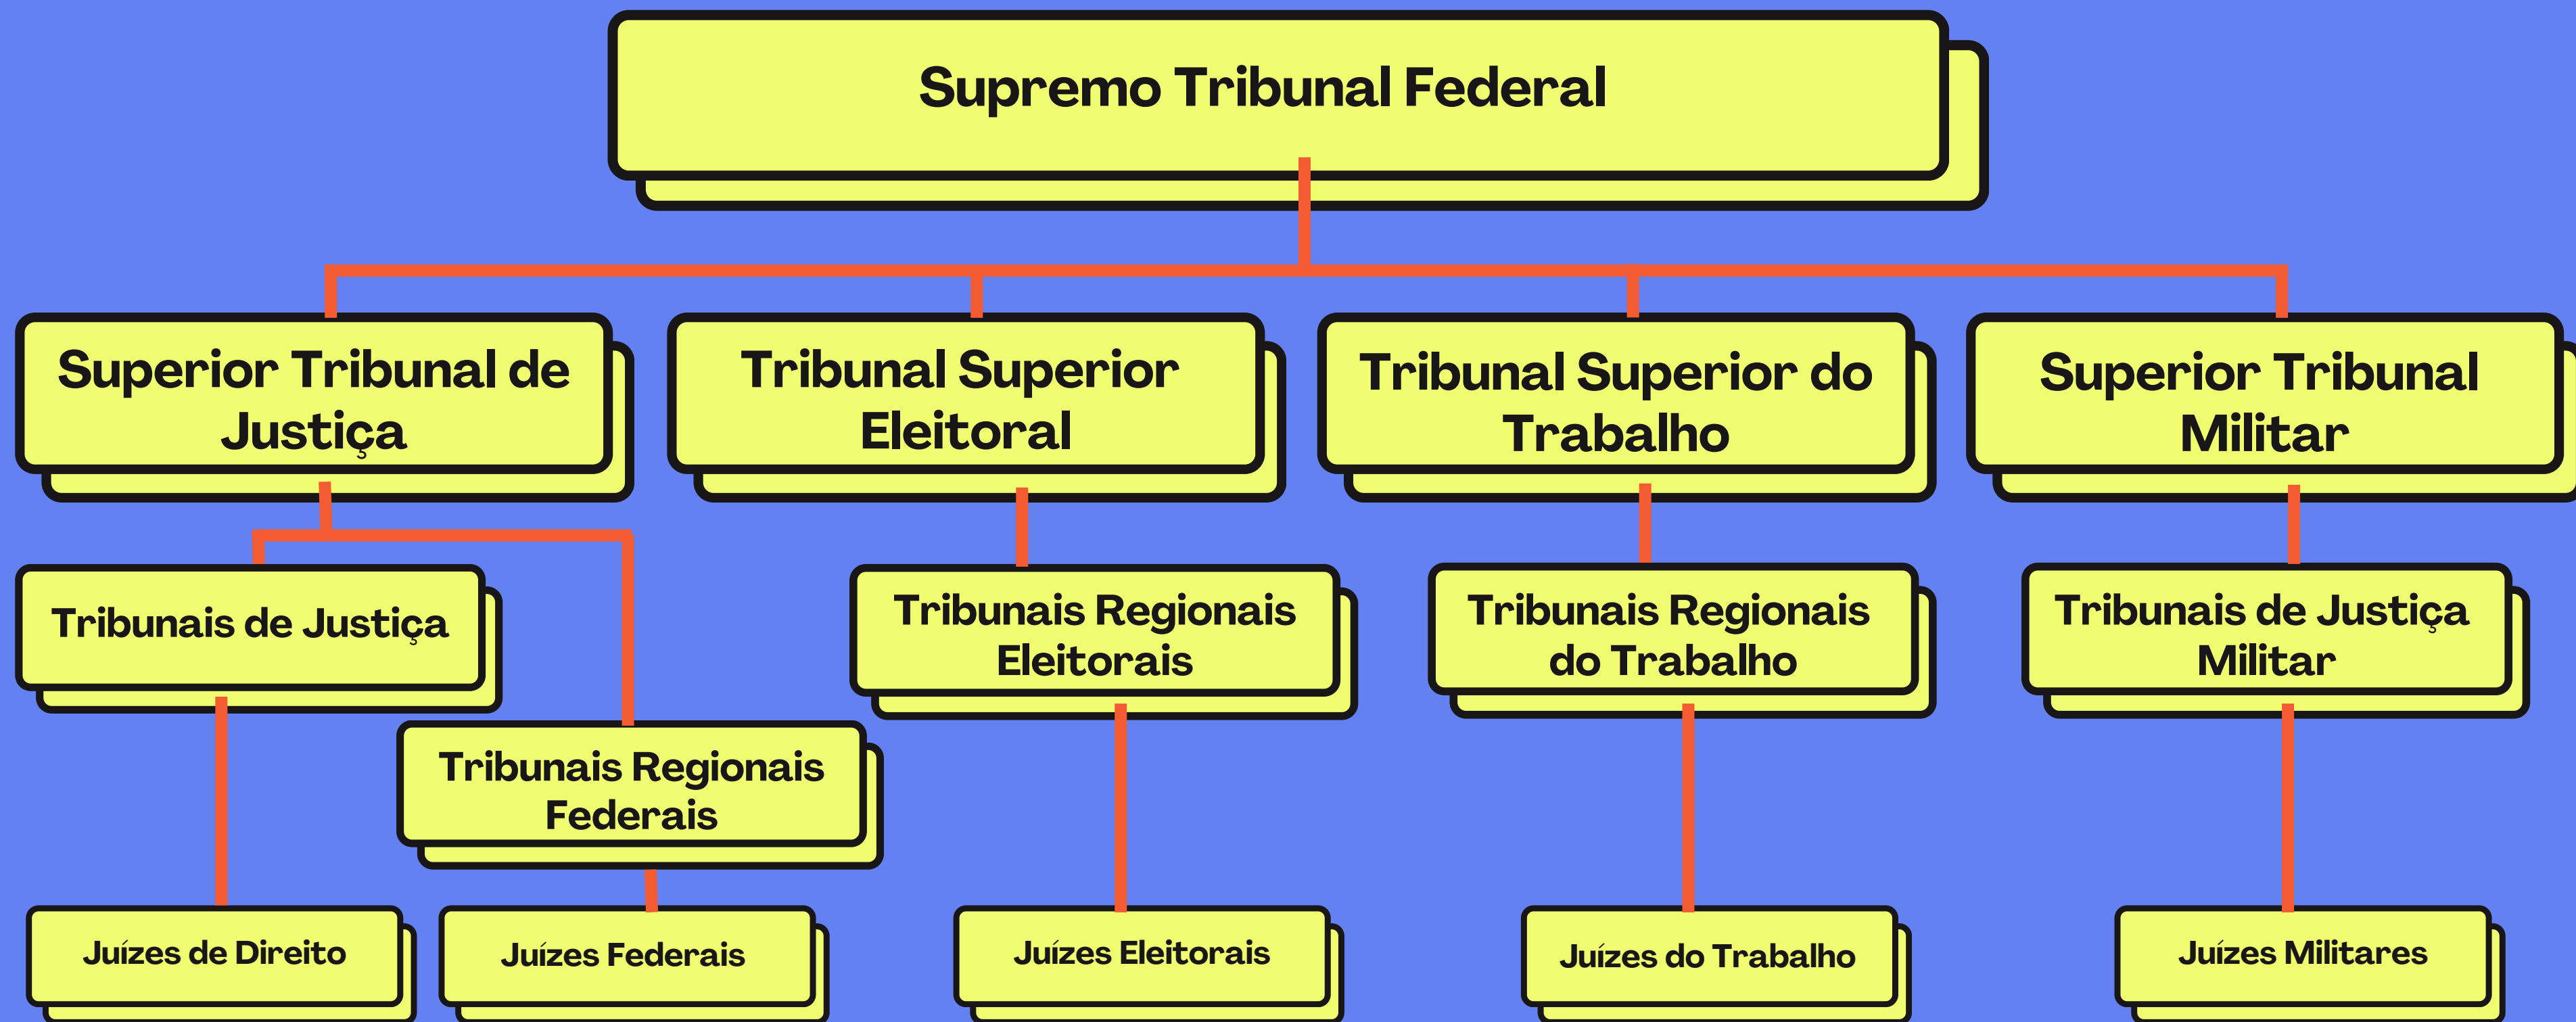 Supremo Tribunal Federal
Superior Tribunal de
Justiça
Tribunal Superior
Eleitoral
Tribunal Superior do
Trabalho
Superior Tribunal
Militar
Tribunais de Justiça
Tribunais Regionais
Eleitorais
Tribunais Regionais
do Trabalho
Tribunais de Justiça
Militar
Tribunais Regionais
Federais
Juízes de Direito
Juízes Federais
Juízes Eleitorais
Juízes do Trabalho
Juízes Militares